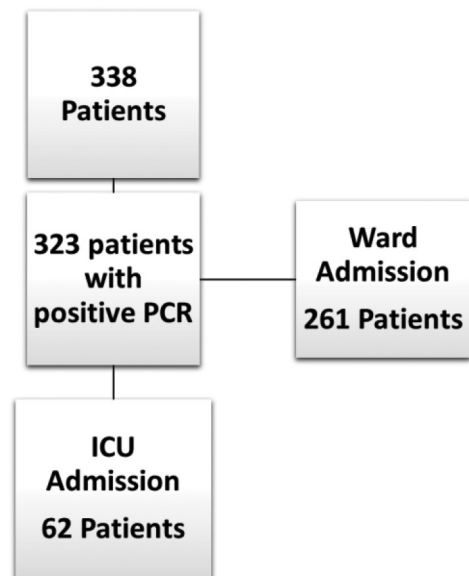 338
Patients
323 patients
with
positive PCR
Ward
Admission
261 Patients
ICU
Admission
62 Patients